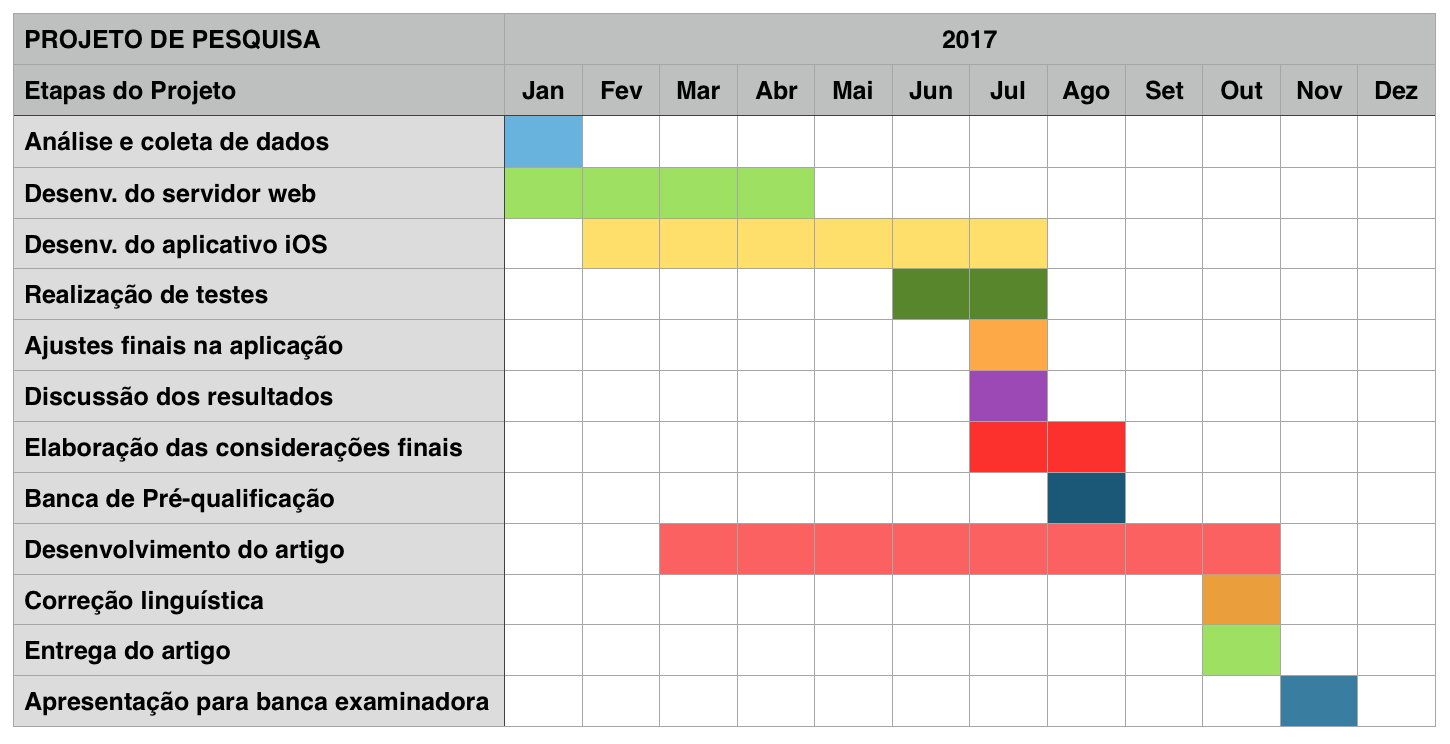 PROJETO DE PESQUISA 2017
Etapas do Projeto Jan Fev Mar Abr Mai Jun Jul Ago Set Out Nov Dez
Análise e coleta de dados
Desenv. do servidor web
Desenv. do aplicativo iOS
Realização de testes
Ajustes finais na aplicação
Discussão dos resultados
Elaboração das considerações finais
Banca de Pré-qualificação
Desenvolvimento do artigo
Correção linguística
Entrega do artigo
Apresentação para banca examinadora